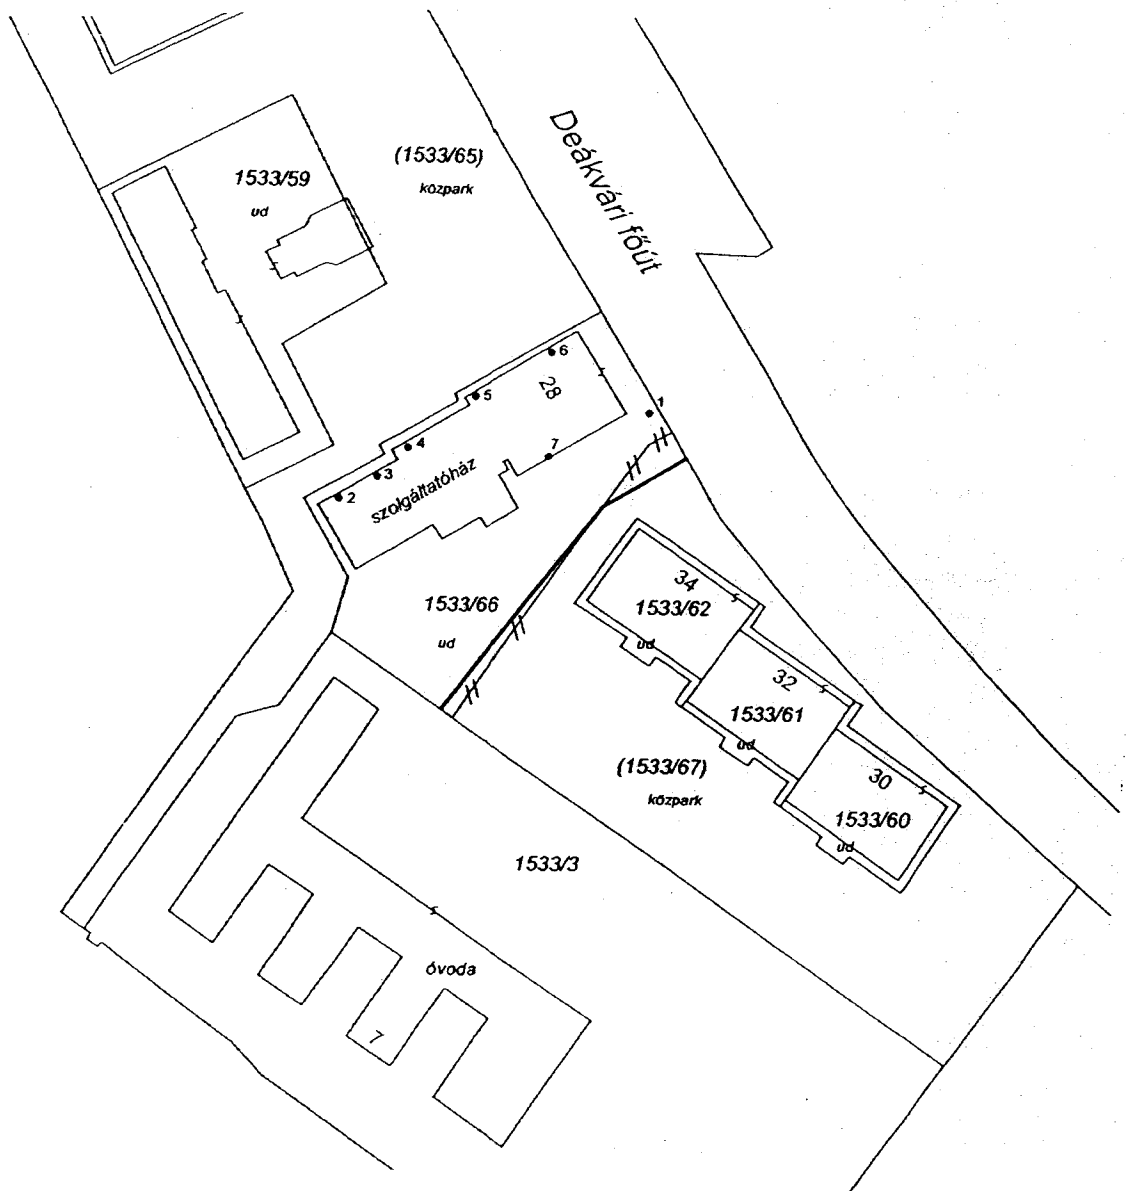 Deákvári főút
(1533/65)
közpark
1533/59
ud
6
28
5
1
4
7
3
2
szolgáltatóház
1533/66
ud
34
1533/62
ud
32
1533/61
ud
30
1533/60
ud
(1533/67)
közpark
1533/3
óvoda
7